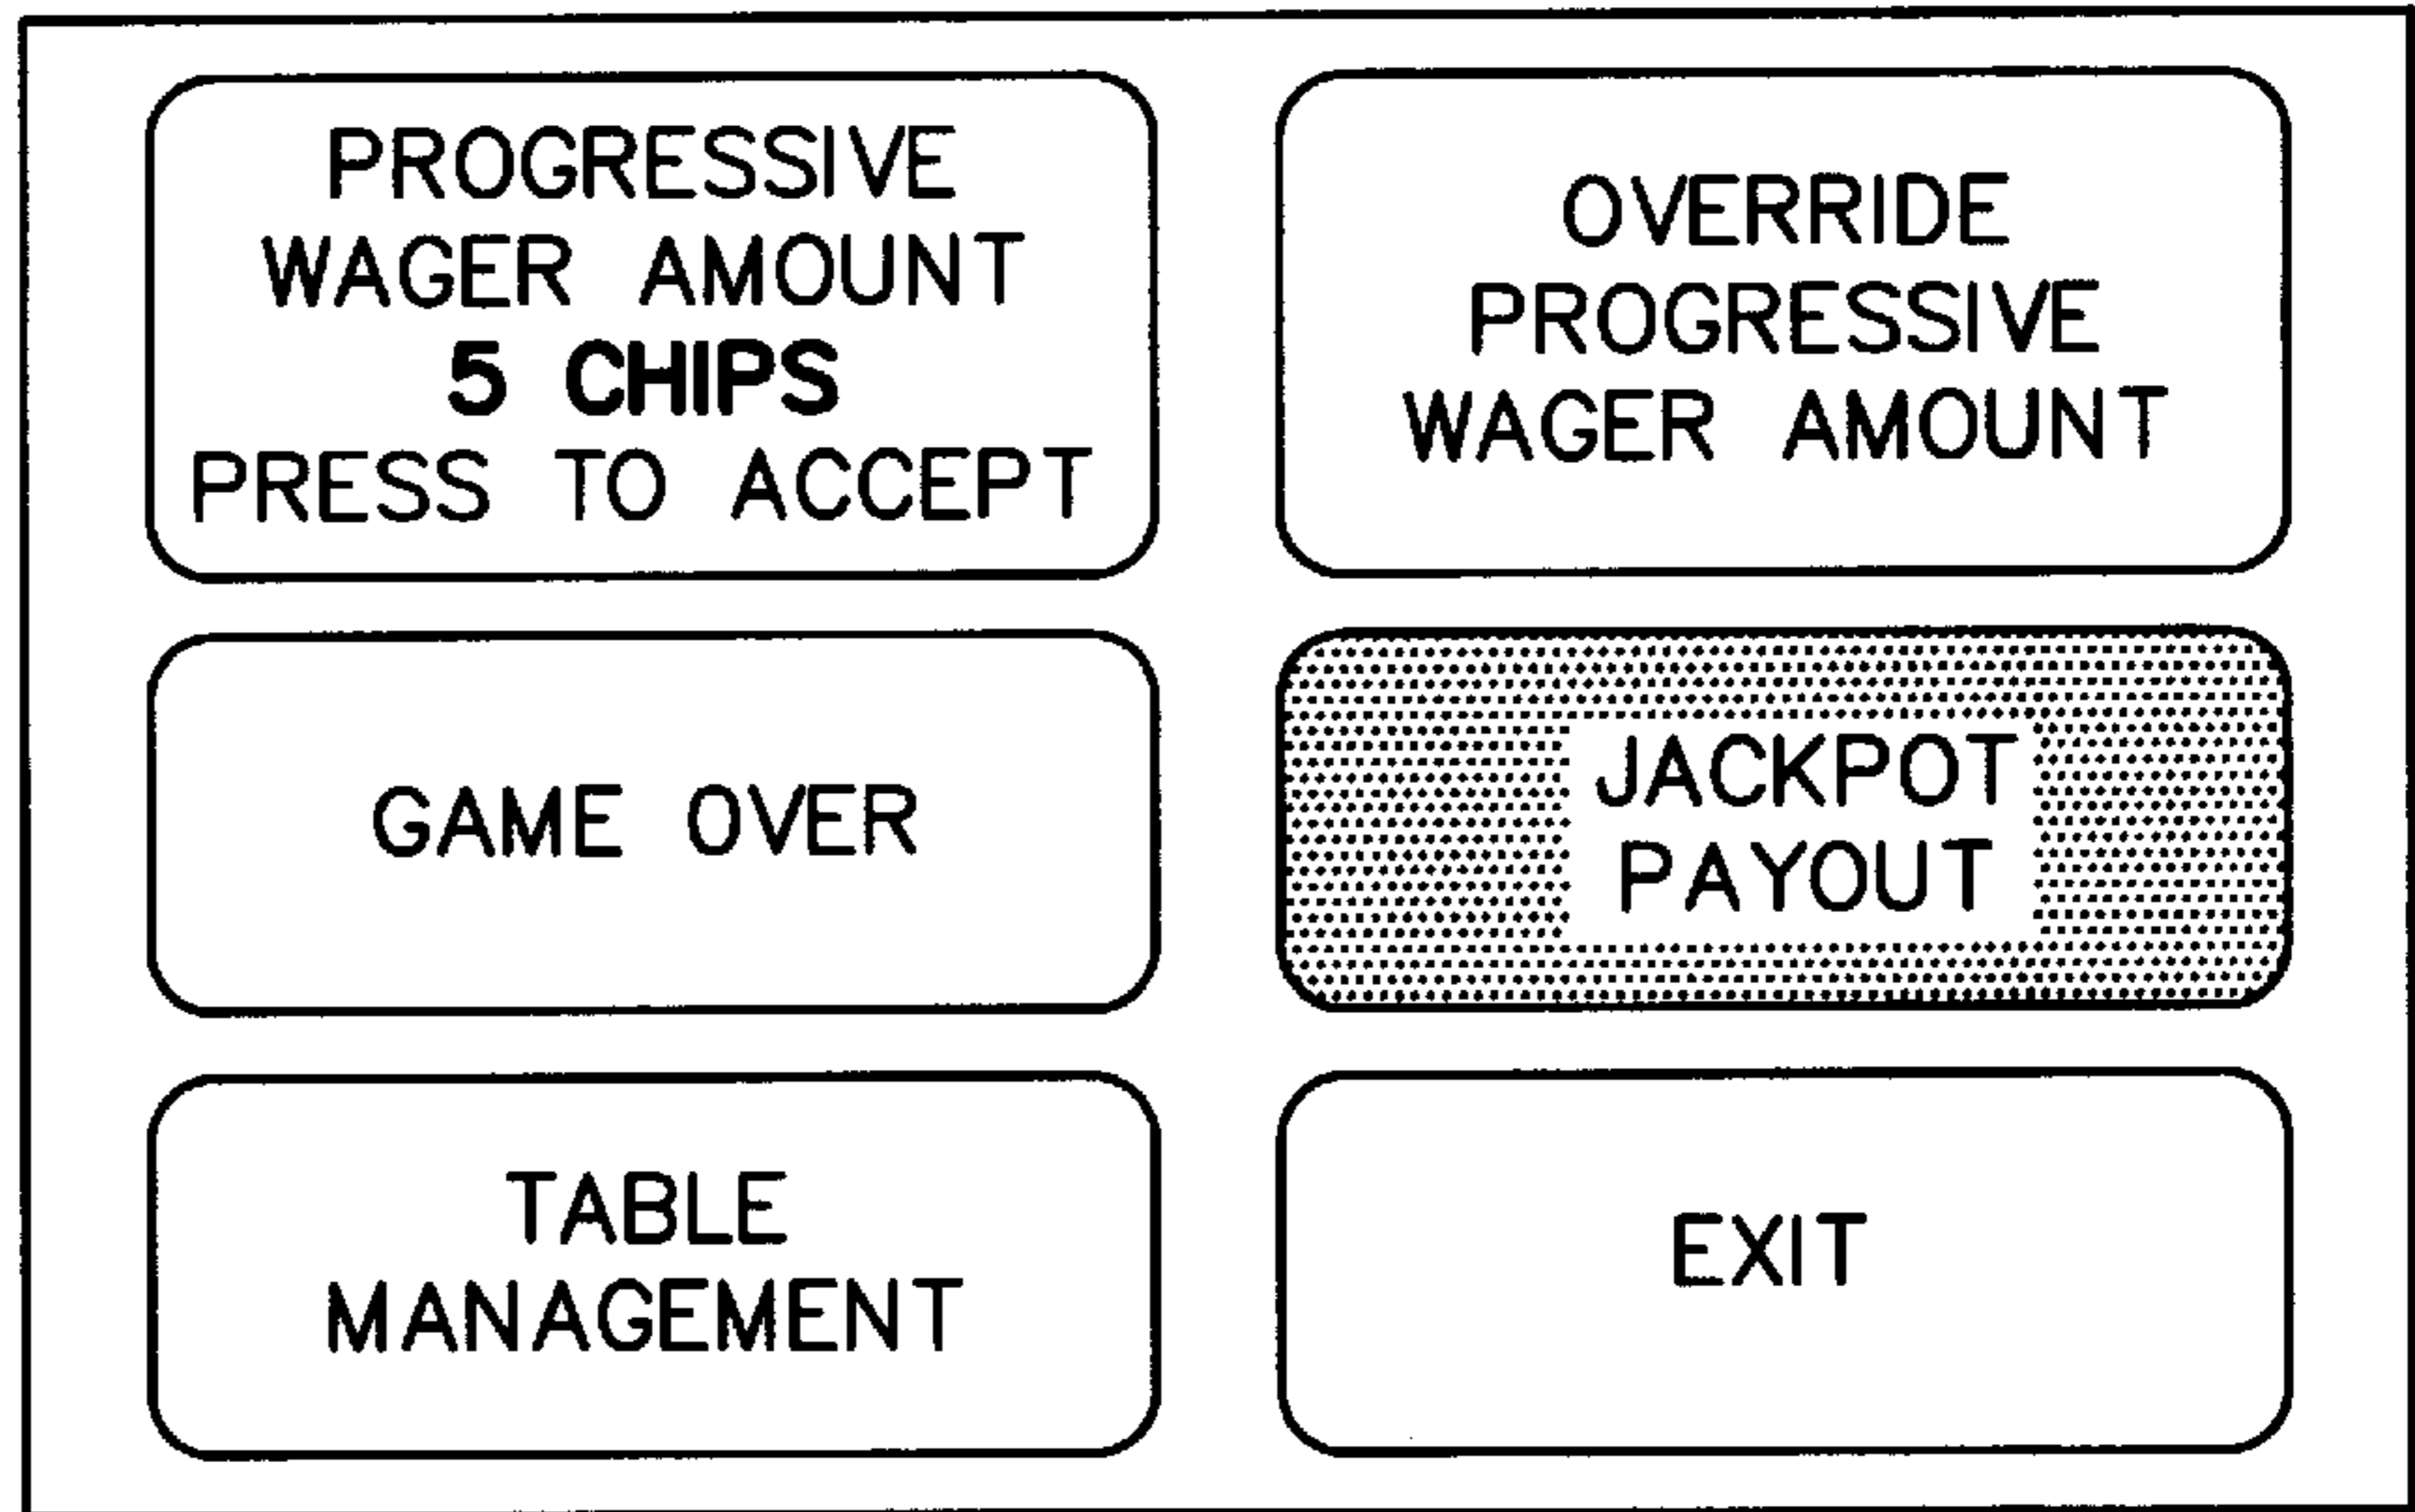 PROGRESSIVE
WAGER AMOUNT
5 CHIPS
PRESS TO ACCEPT
OVERRIDE
PROGRESSIVE
WAGER AMOUNT
GAME OVER
JACKPOT
PAYOUT
TABLE
MANAGEMENT
EXIT